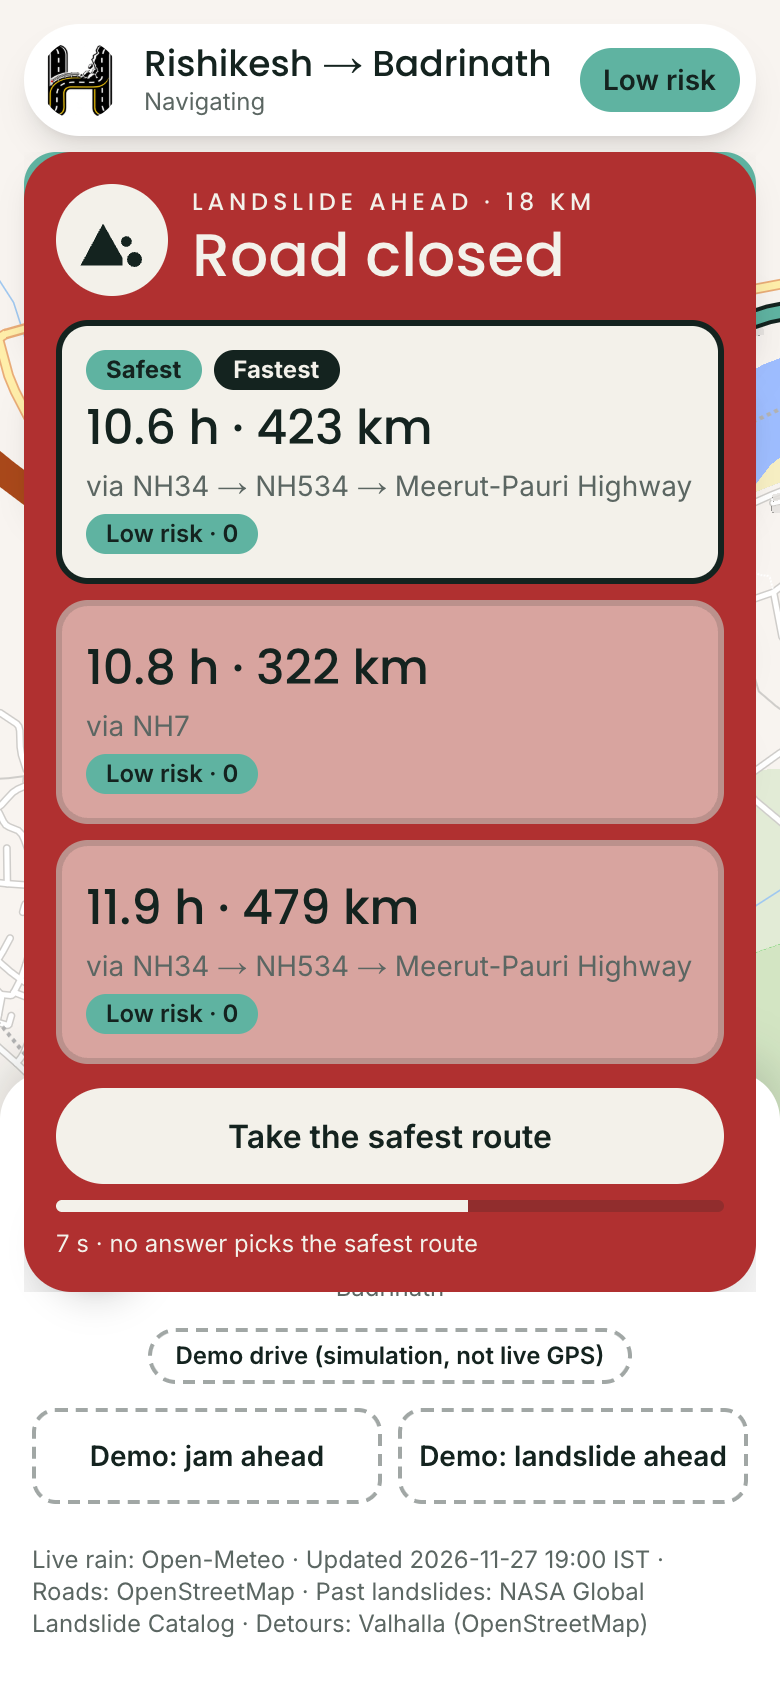 Rishikesh → Badrinath
Navigating
Low risk
LANDSLIDE AHEAD · 18 KM
Road closed
Safest
Fastest
10.6 h · 423 km
via NH34 → NH534 → Meerut-Pauri Highway
Low risk · 0
10.8 h · 322 km
via NH7
Low risk · 0
11.9 h · 479 km
via NH34 → NH534 → Meerut-Pauri Highway
Low risk · 0
Take the safest route
7 s · no answer picks the safest route
Badrinath
Demo drive (simulation, not live GPS)
Demo: jam ahead
Demo: landslide ahead
Live rain: Open-Meteo · Updated 2026-11-27 19:00 IST ·
Roads: OpenStreetMap · Past landslides: NASA Global
Landslide Catalog · Detours: Valhalla (OpenStreetMap)